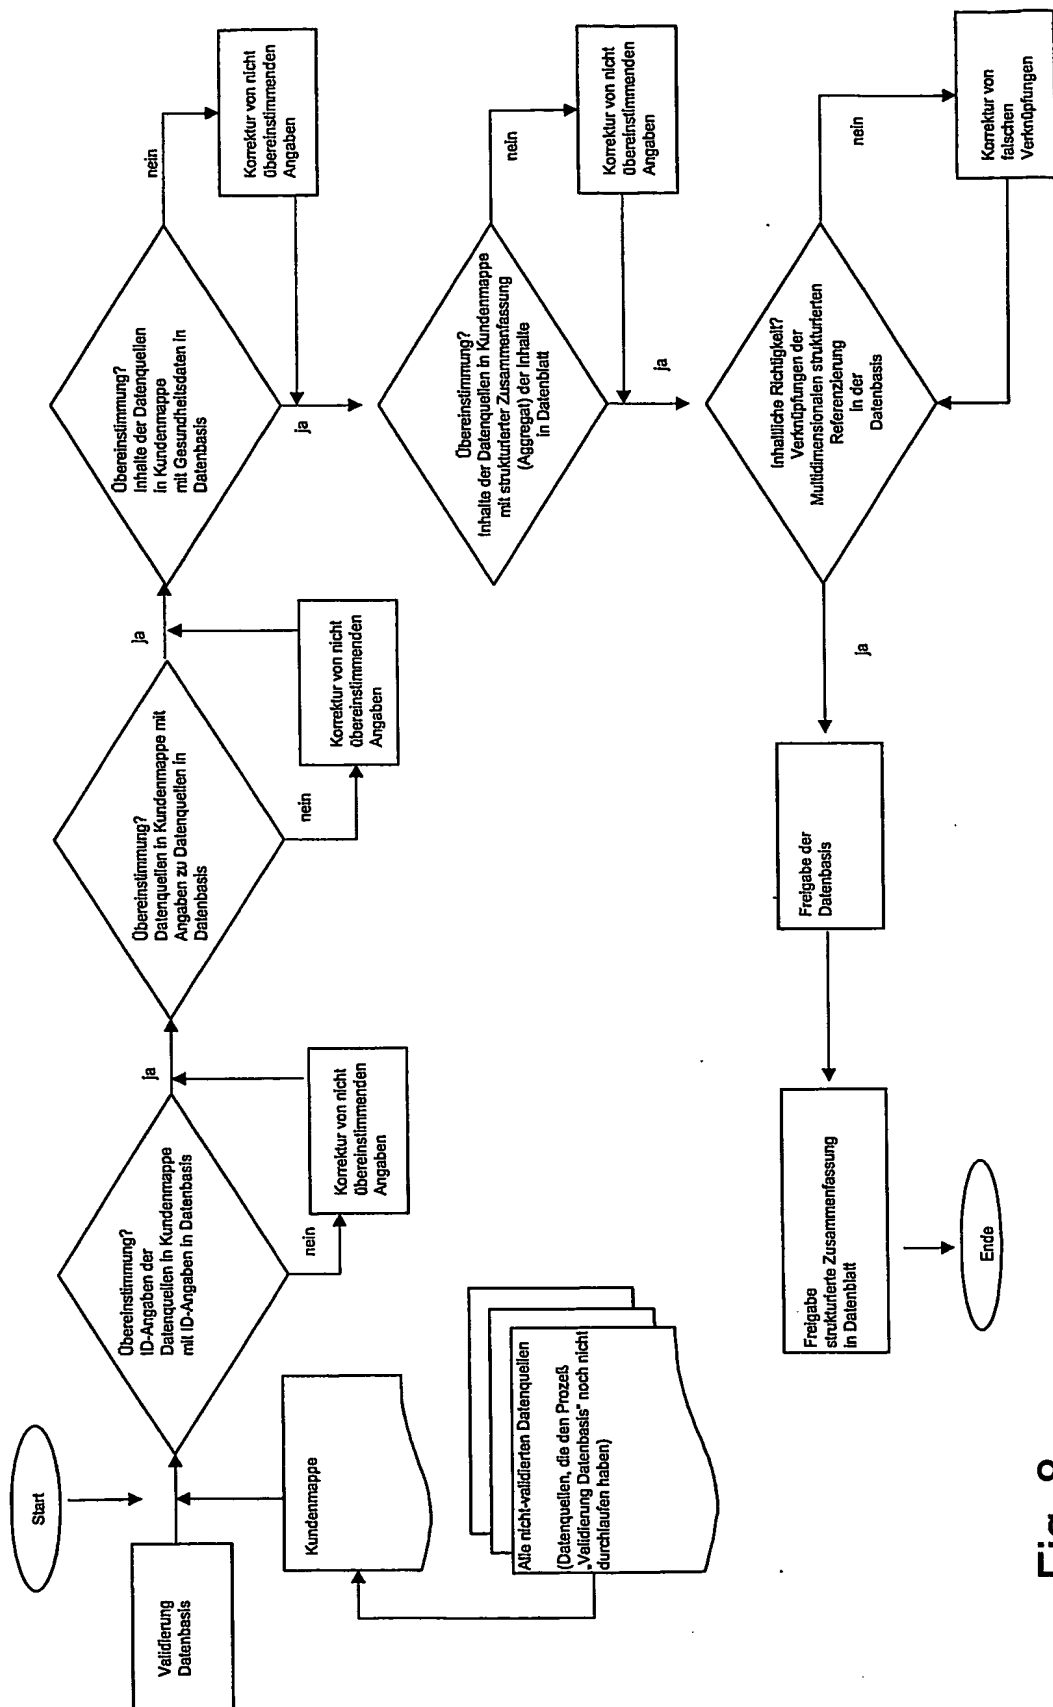 Start
Validierung
Datenbasis
Kundenmappe
Alle nicht-validierten Datenquellen
(Datenquellen, die den Prozeß
„Validierung Datenbasis" noch nicht
durchlaufen haben)
Übereinstimmung?
ID-Angaben der
Datenquellen in Kundenmappe
mit ID-Angaben in Datenbasis
nein
Korrektur von nicht
übereinstimmenden
Angaben
ja
Übereinstimmung?
Datenquellen in Kundenmappe mit
Angaben zu Datenquellen in
Datenbasis
nein
Korrektur von nicht
übereinstimmenden
Angaben
ja
Übereinstimmung?
Inhalte der Datenquellen
in Kundenmappe
mit Gesundheitsdaten in
Datenbasis
nein
Korrektur von nicht
übereinstimmenden
Angaben
ja
Übereinstimmung?
Inhalte der Datenquellen in Kundenmappe
mit strukturierter Zusammenfassung
(Aggregat) der Inhalte
in Datenblatt
nein
Korrektur von nicht
übereinstimmenden
Angaben
ja
Inhaltliche Richtigkeit?
Verknüpfungen der
Multidimensionalen strukturierten
Referenzierung
in der
Datenbasis
nein
Korrektur von
falschen
Verknüpfungen
ja
Freigabe der
Datenbasis
Freigabe
strukturierte Zusammenfassung
in Datenblatt
Ende